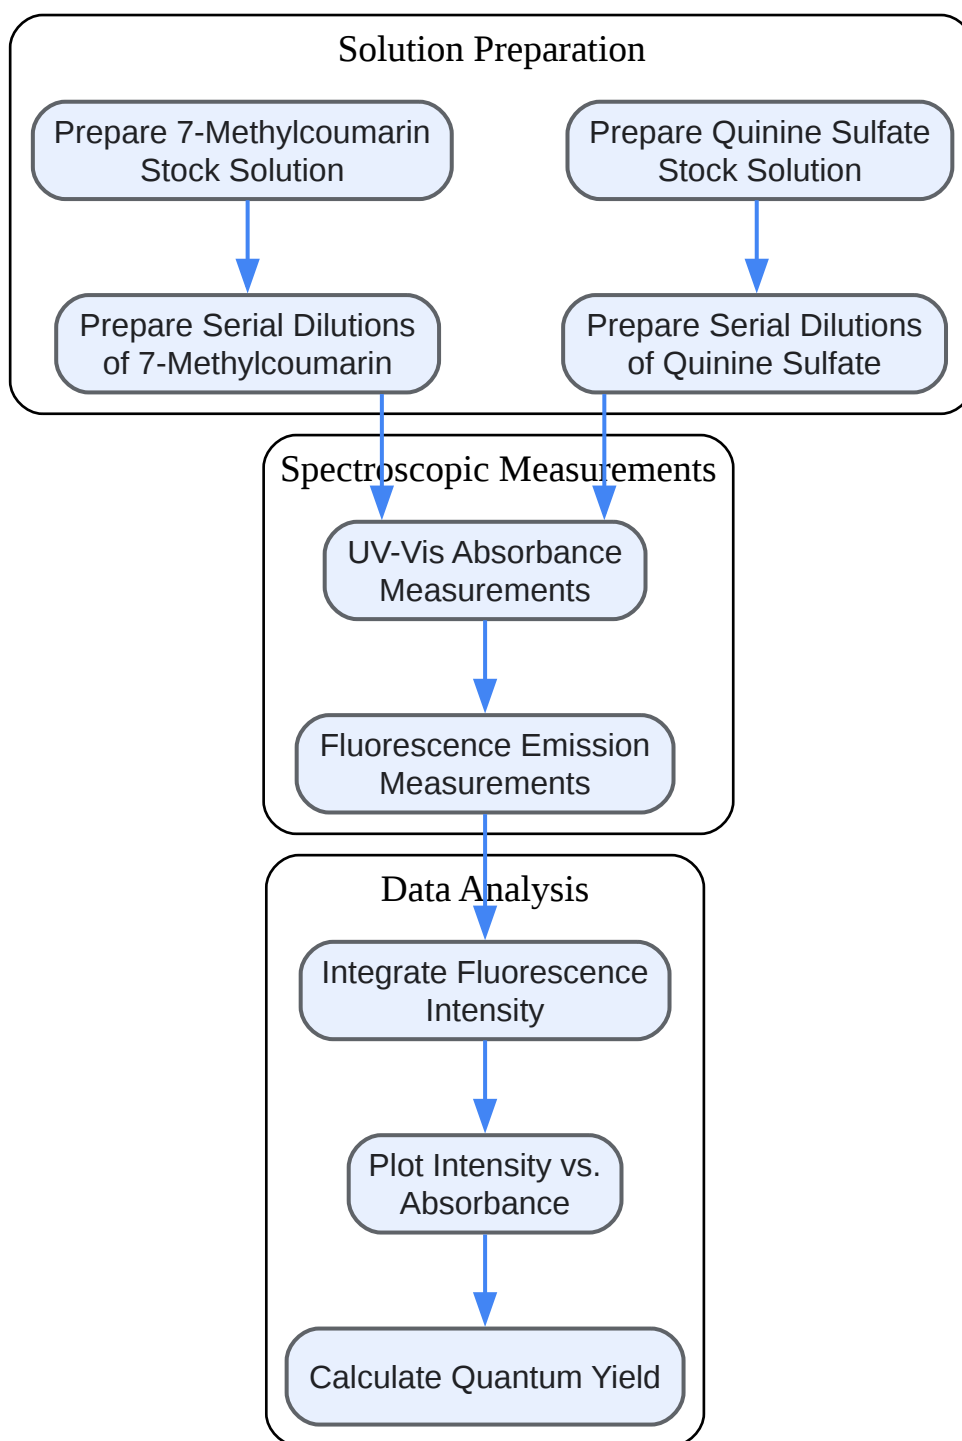 Solution Preparation
Prepare 7-Methylcoumarin
Stock Solution
Prepare Quinine Sulfate
Stock Solution
Prepare Serial Dilutions
of 7-Methylcoumarin
Prepare Serial Dilutions
of Quinine Sulfate
Spectroscopic Measurements
UV-Vis Absorbance
Measurements
Fluorescence Emission
Measurements
Data Analysis
Integrate Fluorescence
Intensity
Plot Intensity vs.
Absorbance
Calculate Quantum Yield